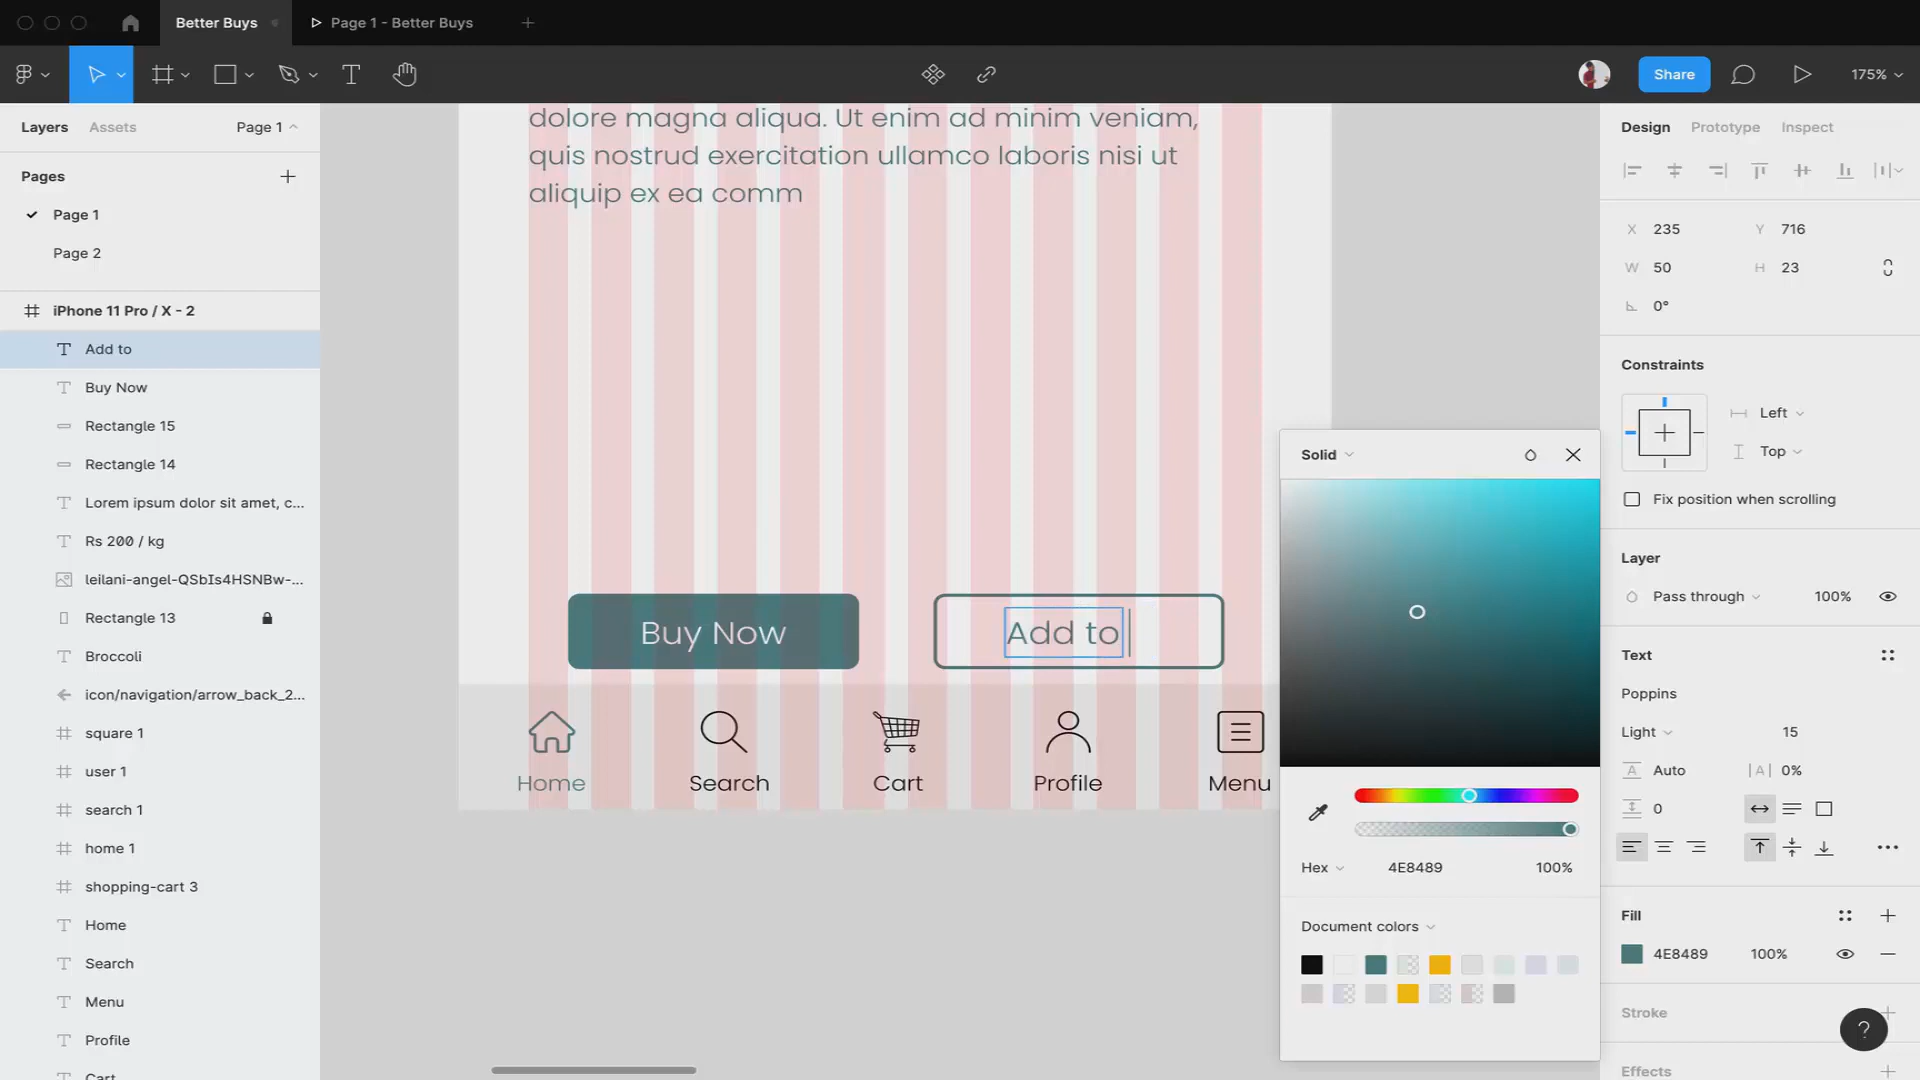 Better Buys
Page 1 - Better Buys
Share
175%
Layers
Assets
Page 1
Pages
Page 1
Page 2
iPhone 11 Pro / X - 2
Add to
Buy Now
Rectangle 15
Rectangle 14
Lorem ipsum dolor sit amet, c...
Rs 200 / kg
leilani-angel-QSbIs4HSNBw-...
Rectangle 13
Broccoli
icon/navigation/arrow_back_2...
square 1
user 1
search 1
home 1
shopping-cart 3
Home
Search
Menu
Profile
Cart
dolore magna aliqua. Ut enim ad minim veniam,
quis nostrud exercitation ullamco laboris nisi ut
aliquip ex ea comm
Buy Now
Add to
Home
Search
Cart
Profile
Menu
Solid
Hex
4E8489
100%
Document colors
Design
Prototype
Inspect
X 235
Y 716
W 50
H 23
0°
Constraints
Left
Top
Fix position when scrolling
Layer
Pass through
100%
Text
Poppins
Light
15
A Auto
|A| 0%
0
Fill
4E8489
100%
Stroke
?
Effects